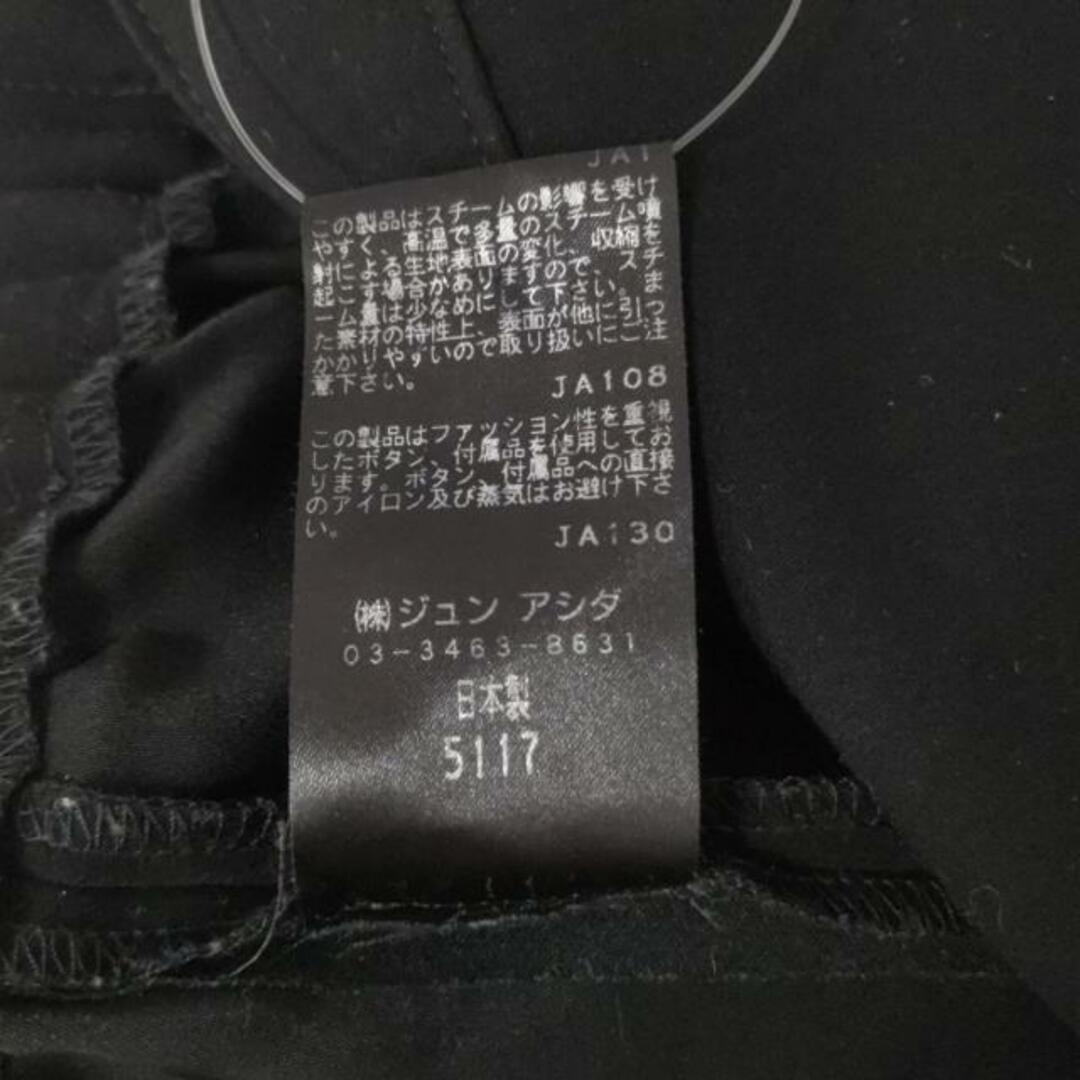 JA1
この製品はスチームの影響を受け
やすく、高温で多量のスチーム噴
射による生地表面の変化、収縮を
起こす場合がありますので、スチ
ーム量は少なめにして下さい。ま
た素材の特性上、表面が他に引っ
かかりやすいので取り扱いにご注
意下さい。
JA108
この製品はファッション性を重視
したボタン、付属品を使用してお
ります。ボタン、付属品への直接
のアイロン及び蒸気はお避け下さ
い。
JA130
㈱ジュン アシダ
03-3463-8631
日本製
5117